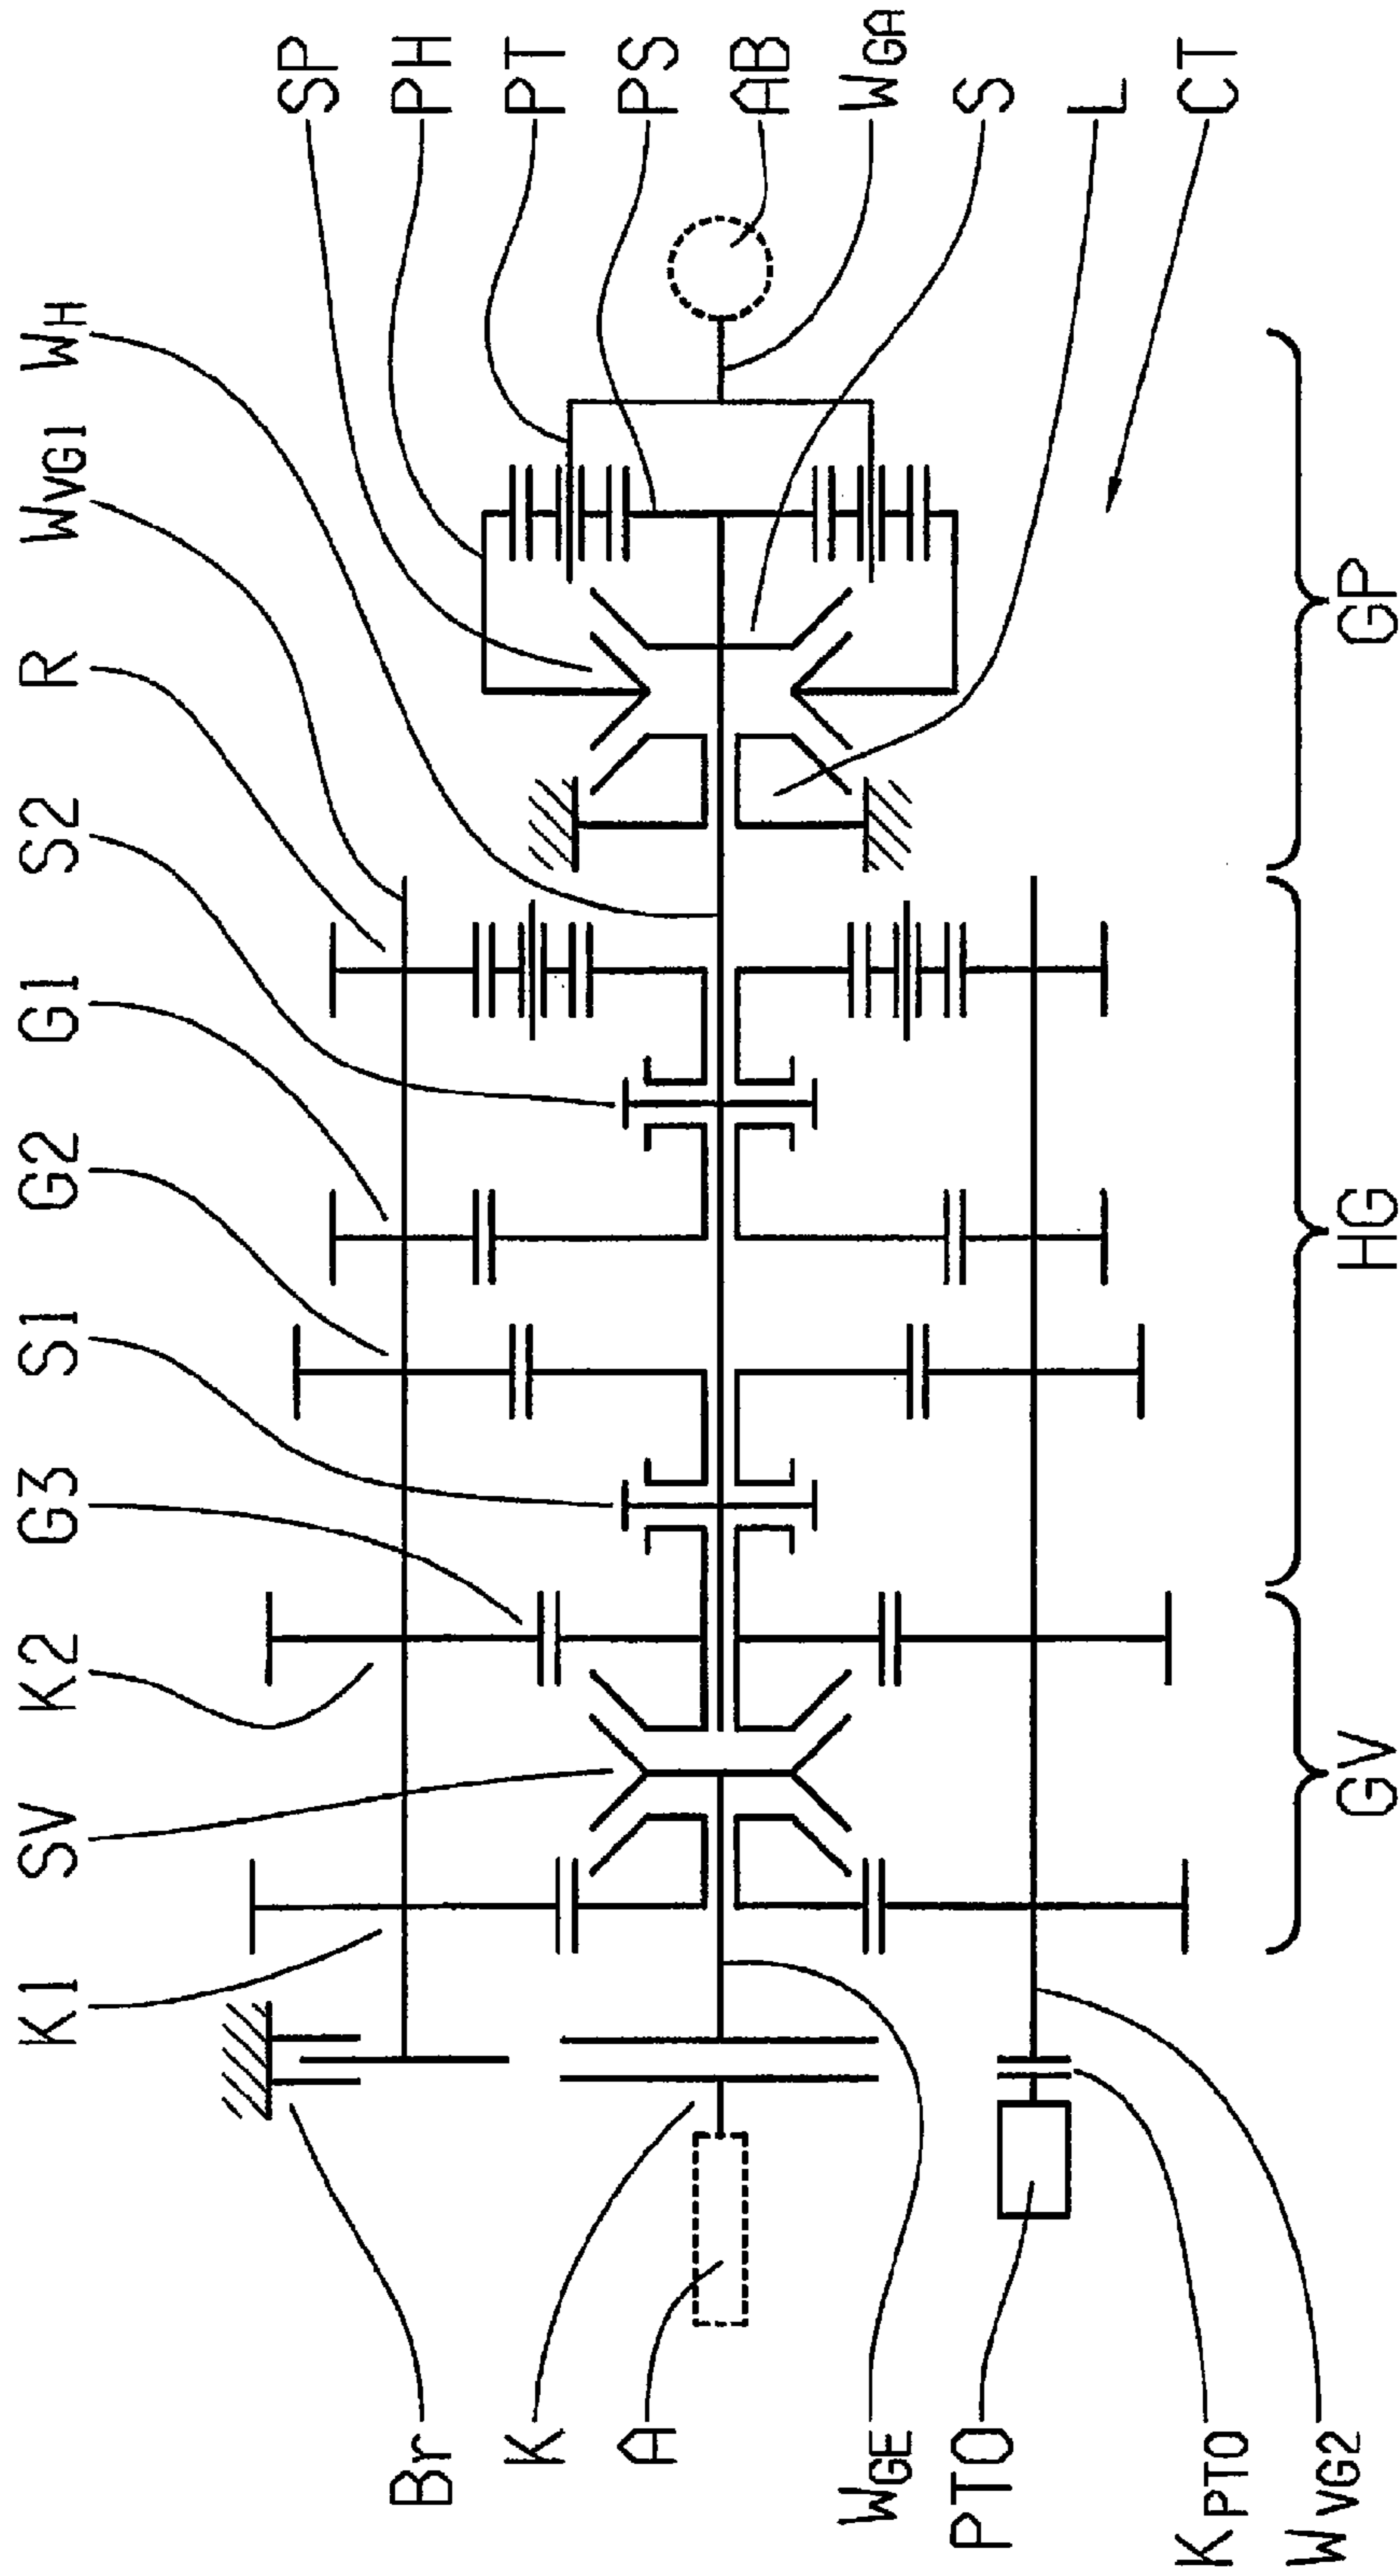 K1
SV
K2
G3
S1
G2
G1
S2
R
WVG1
WH
SP
PH
PT
PS
AB
WGA
S
L
CT
Br
K
A
WGE
PTO
KPTO
WVG2
GV
HG
GP